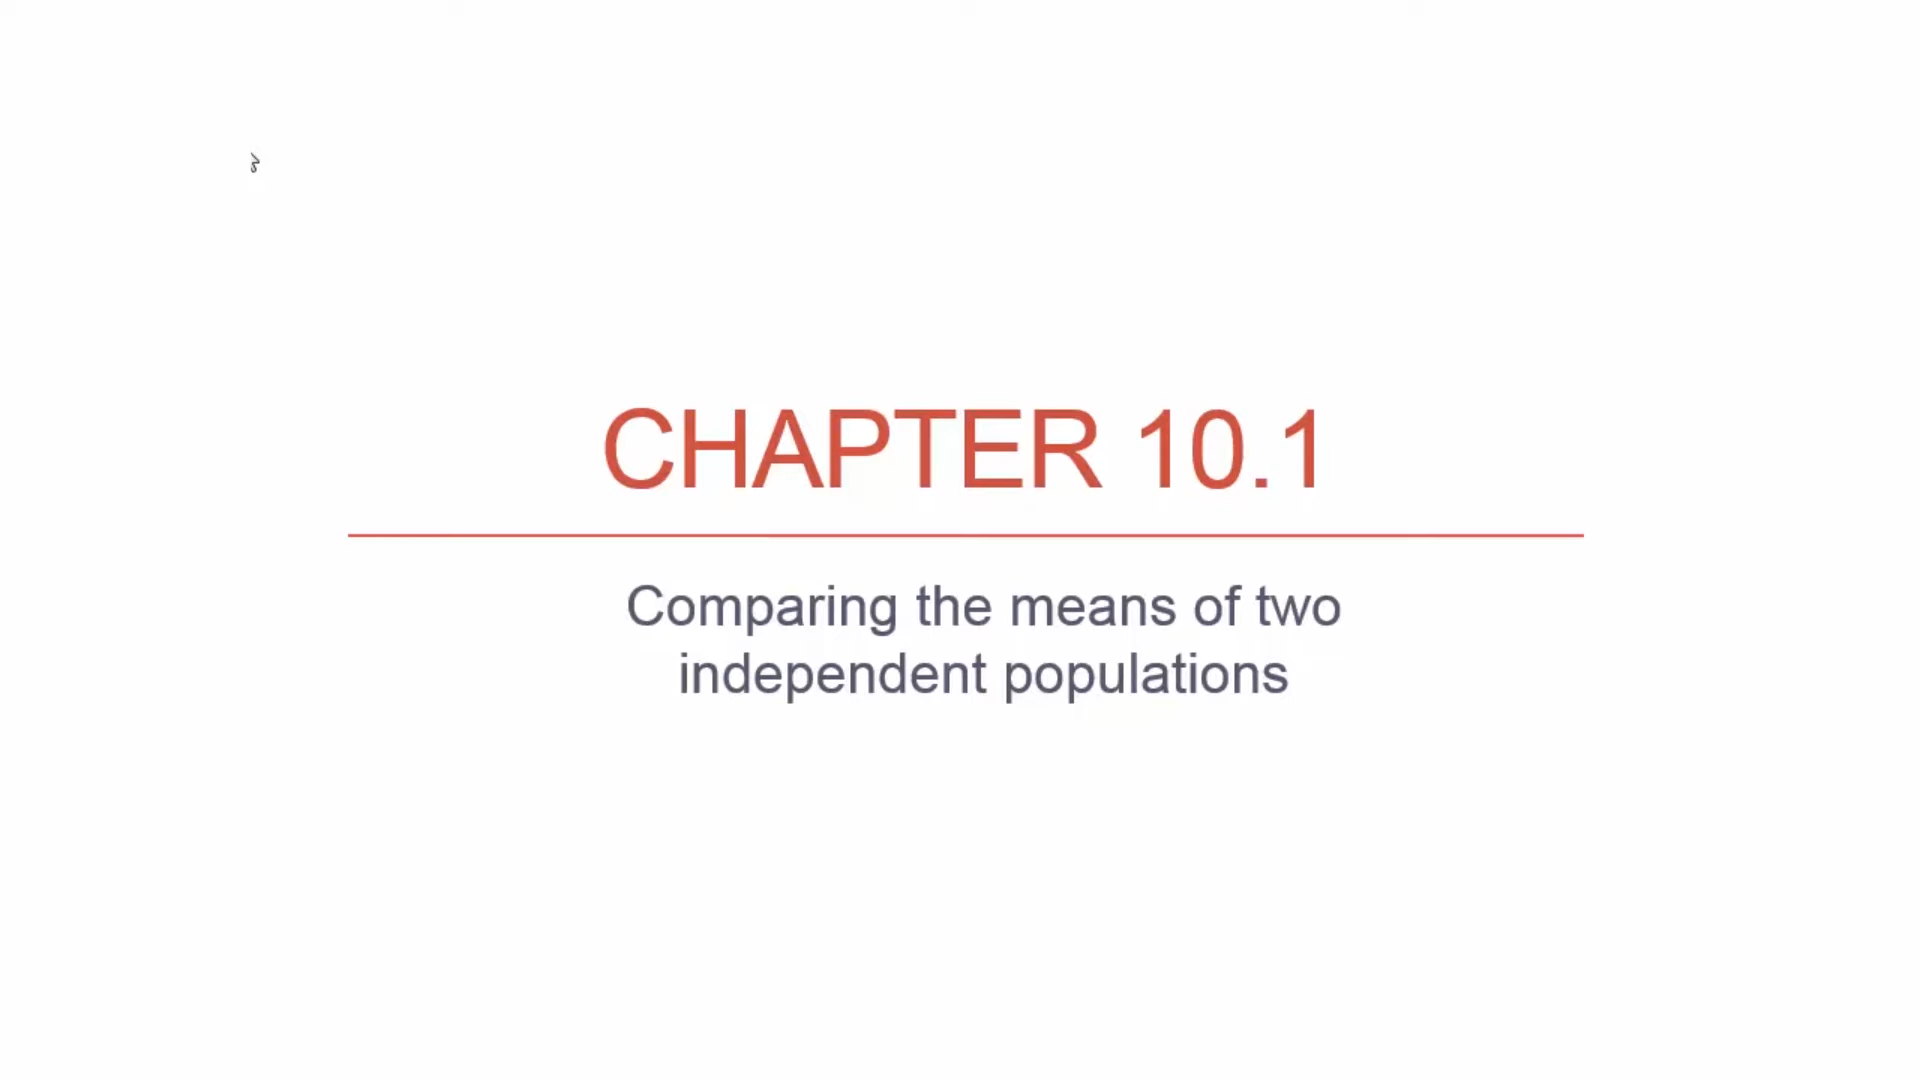 CHAPTER 10.1
Comparing the means of two
independent populations